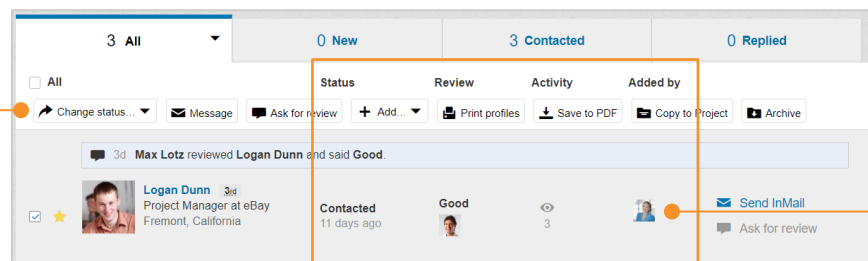 3 All
0 New
3 Contacted
0 Replied
All
Status
Review
Activity
Added by
Change status...
Message
Ask for review
Add...
Print profiles
Save to PDF
Copy to Project
Archive
3d Max Lotz reviewed Logan Dunn and said Good.
Logan Dunn 3rd
Project Manager at eBay
Fremont, California
Contacted
11 days ago
Good
3
Send InMail
Ask for review